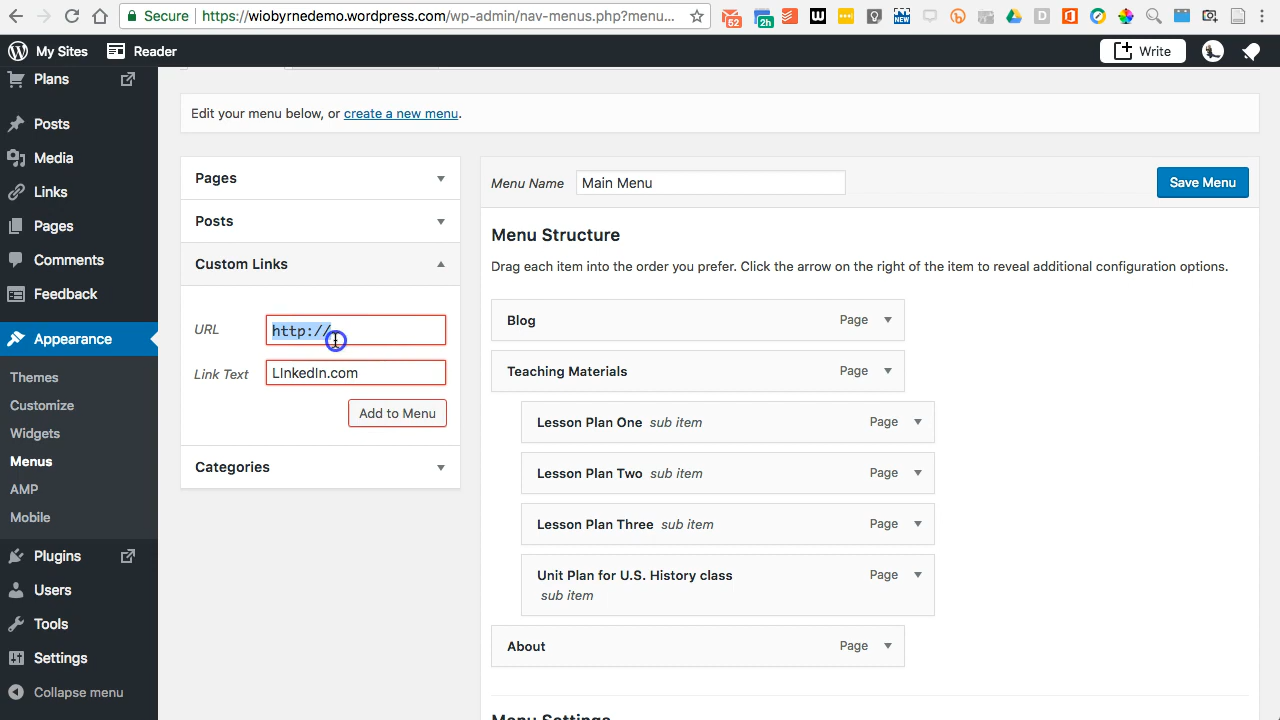 Secure https://wiobyrnedemo.wordpress.com/wp-admin/nav-menus.php?menu...
52
2h
W
NEW
D
My Sites
Reader
Write
Plans
Posts
Media
Links
Pages
Comments
Feedback
Appearance
Themes
Customize
Widgets
Menus
AMP
Mobile
Plugins
Users
Tools
Settings
Collapse menu
Edit your menu below, or create a new menu.
Pages
Posts
Custom Links
URL http://
Link Text LInkedIn.com
Add to Menu
Categories
Menu Name Main Menu
Save Menu
Menu Structure
Drag each item into the order you prefer. Click the arrow on the right of the item to reveal additional configuration options.
Blog Page
Teaching Materials Page
Lesson Plan One sub item Page
Lesson Plan Two sub item Page
Lesson Plan Three sub item Page
Unit Plan for U.S. History class Page
sub item
About Page
Menu Settings